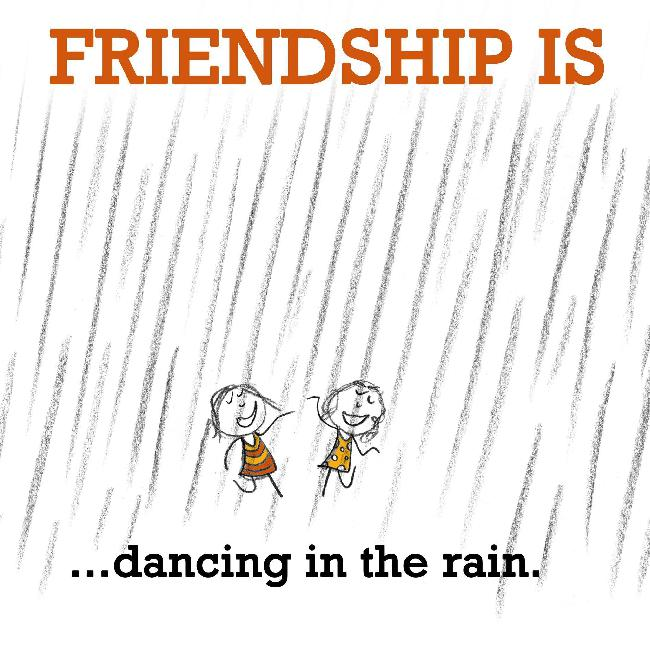 FRIENDSHIP IS
...dancing in the rain.